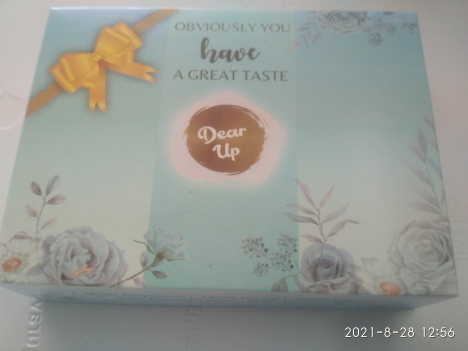 OBVIOUSLY YOU
have
A GREAT TASTE
Dear
Up
2021-8-28 12:56